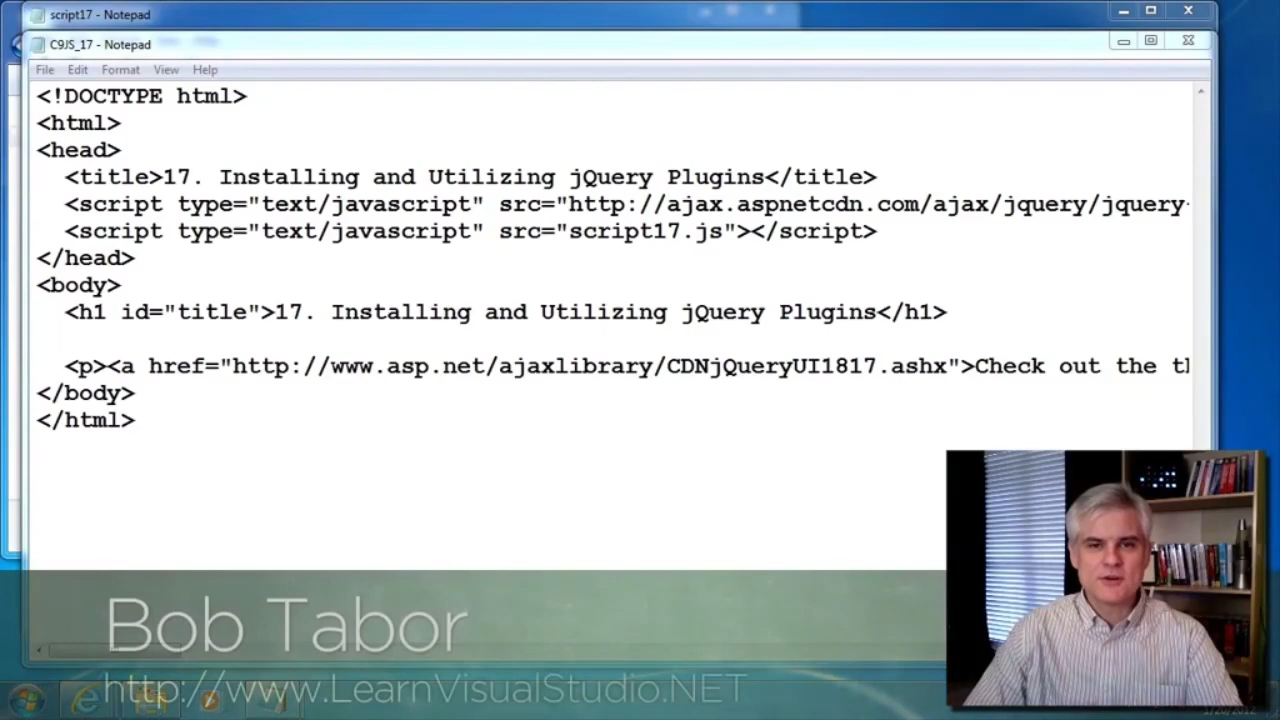 script17 - Notepad
C9JS_17 - Notepad
File Edit Format View Help
<!DOCTYPE html>
<html>
<head>
<title>17. Installing and Utilizing jQuery Plugins</title>
<script type="text/javascript" src="http://ajax.aspnetcdn.com/ajax/jquery/jquery-
<script type="text/javascript" src="script17.js"></script>
</head>
<body>
<h1 id="title">17. Installing and Utilizing jQuery Plugins</h1>
<p><a href="http://www.asp.net/ajaxlibrary/CDNjQueryUI1817.ashx">Check out the
</body>
</html>
Bob Tabor
http://www.LearnVisualStudio.NET